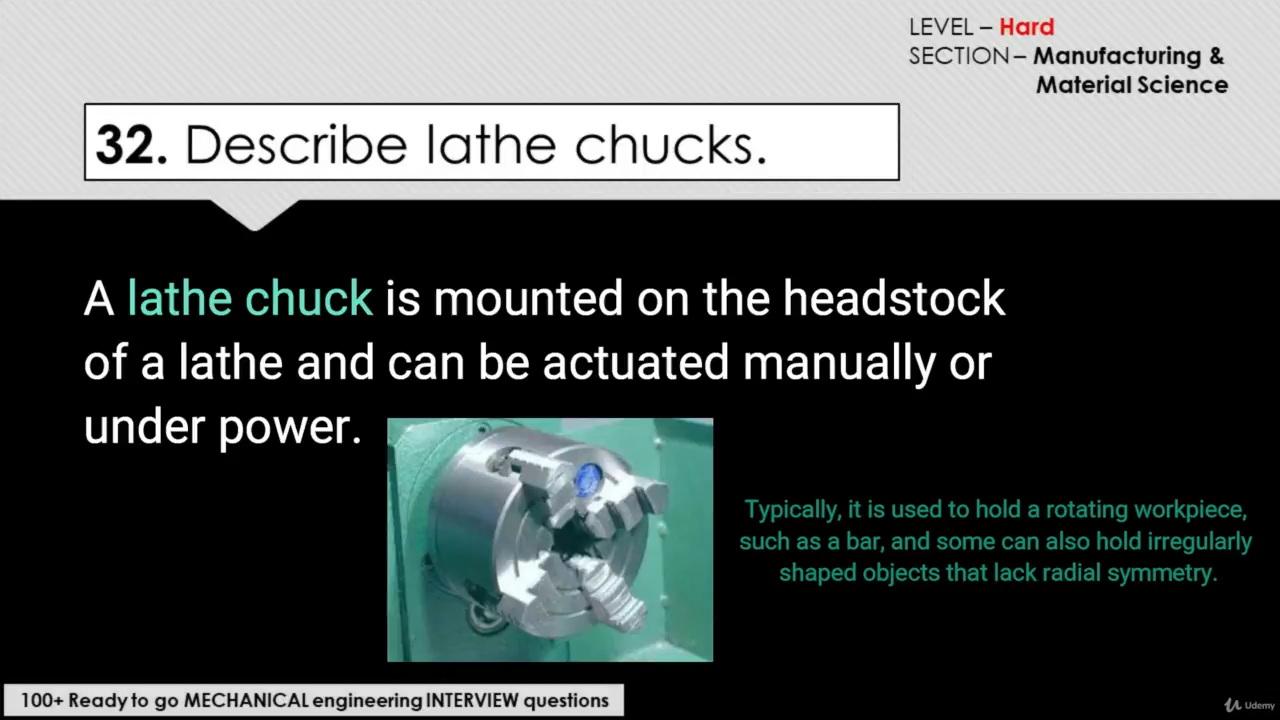 LEVEL – Hard
SECTION – Manufacturing &
Material Science
32. Describe lathe chucks.
A lathe chuck is mounted on the headstock
of a lathe and can be actuated manually or
under power.
Typically, it is used to hold a rotating workpiece,
such as a bar, and some can also hold irregularly
shaped objects that lack radial symmetry.
100+ Ready to go MECHANICAL engineering INTERVIEW questions
Udemy